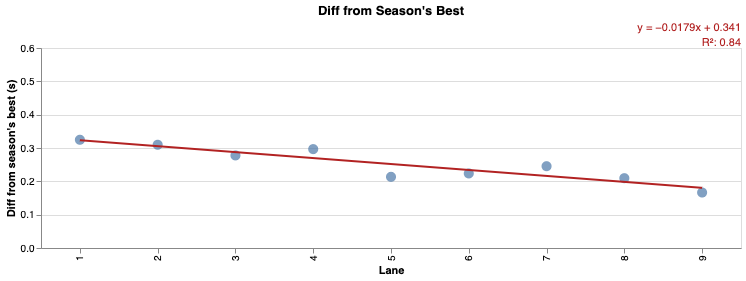 Diff from Season's Best
y = −0.0179x + 0.341
R²: 0.84
0.6
0.5
0.4
0.3
0.2
0.1
0.0
Diff from season's best (s)
1 2 3 4 5 6 7 8 9
Lane